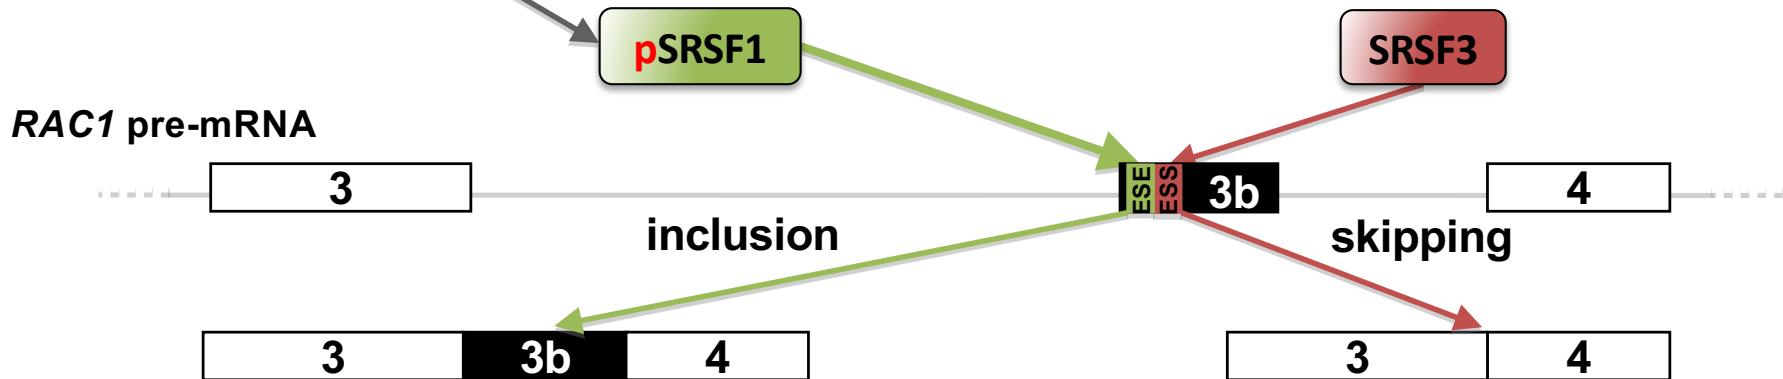 pSRSF1
SRSF3
RAC1 pre-mRNA
3
ESE
ESS
3b
4
inclusion
skipping
3
3b
4
3
4